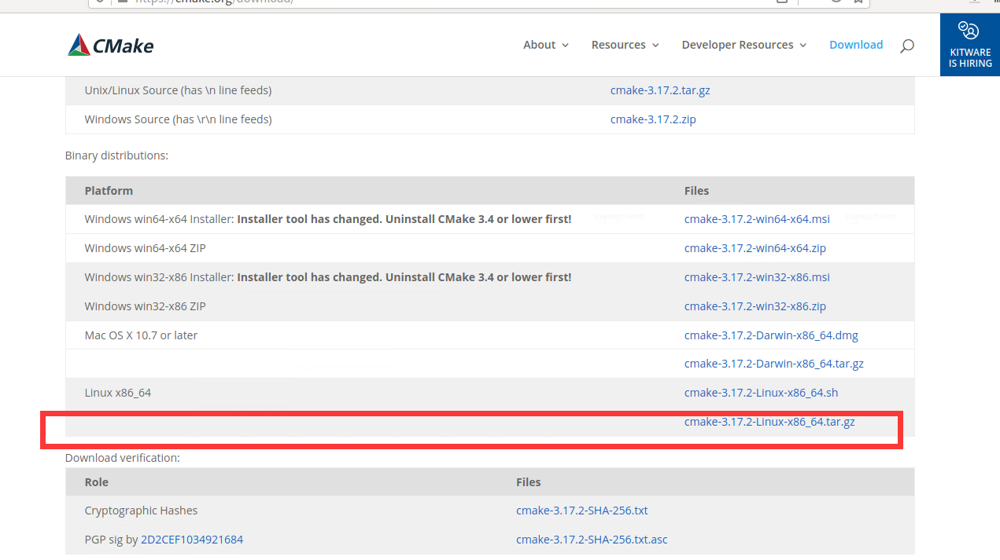 https://cmake.org/download/
CMake
About
Resources
Developer Resources
Download
KITWARE
IS HIRING
Unix/Linux Source (has \n line feeds) cmake-3.17.2.tar.gz
Windows Source (has \r\n line feeds) cmake-3.17.2.zip
Binary distributions:
Platform Files
Windows win64-x64 Installer: Installer tool has changed. Uninstall CMake 3.4 or lower first! cmake-3.17.2-win64-x64.msi
Windows win64-x64 ZIP cmake-3.17.2-win64-x64.zip
Windows win32-x86 Installer: Installer tool has changed. Uninstall CMake 3.4 or lower first! cmake-3.17.2-win32-x86.msi
Windows win32-x86 ZIP cmake-3.17.2-win32-x86.zip
Mac OS X 10.7 or later cmake-3.17.2-Darwin-x86_64.dmg
cmake-3.17.2-Darwin-x86_64.tar.gz
Linux x86_64 cmake-3.17.2-Linux-x86_64.sh
cmake-3.17.2-Linux-x86_64.tar.gz
Download verification:
Role Files
Cryptographic Hashes cmake-3.17.2-SHA-256.txt
PGP sig by 2D2CEF1034921684 cmake-3.17.2-SHA-256.txt.asc